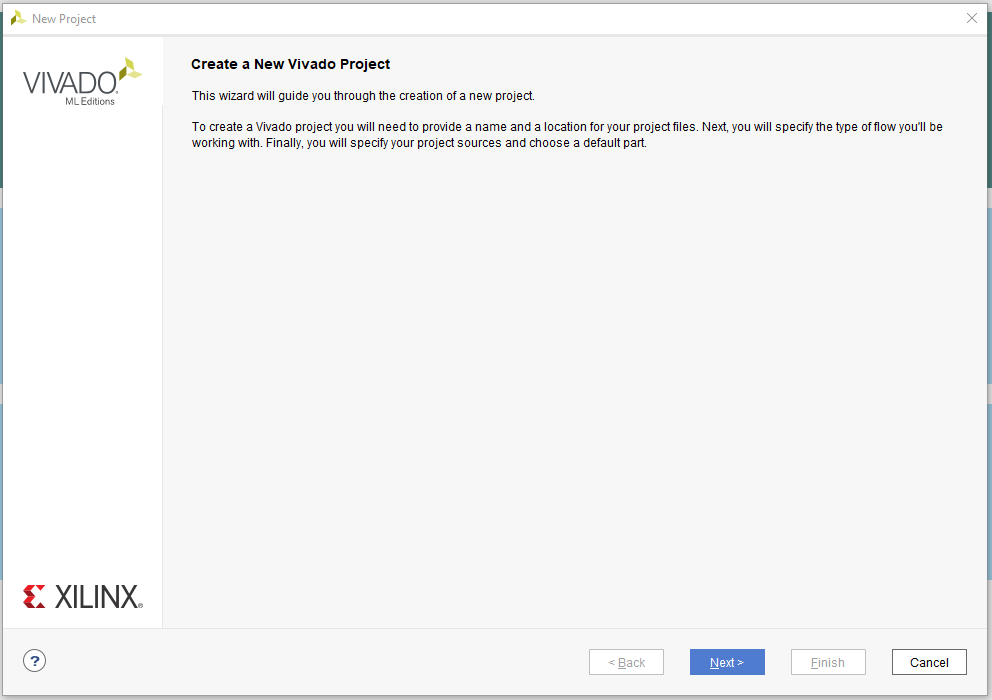 New Project
VIVADO
ML Editions
Create a New Vivado Project
This wizard will guide you through the creation of a new project.
To create a Vivado project you will need to provide a name and a location for your project files. Next, you will specify the type of flow you'll be
working with. Finally, you will specify your project sources and choose a default part.
XILINX
?
< Back
Next >
Finish
Cancel